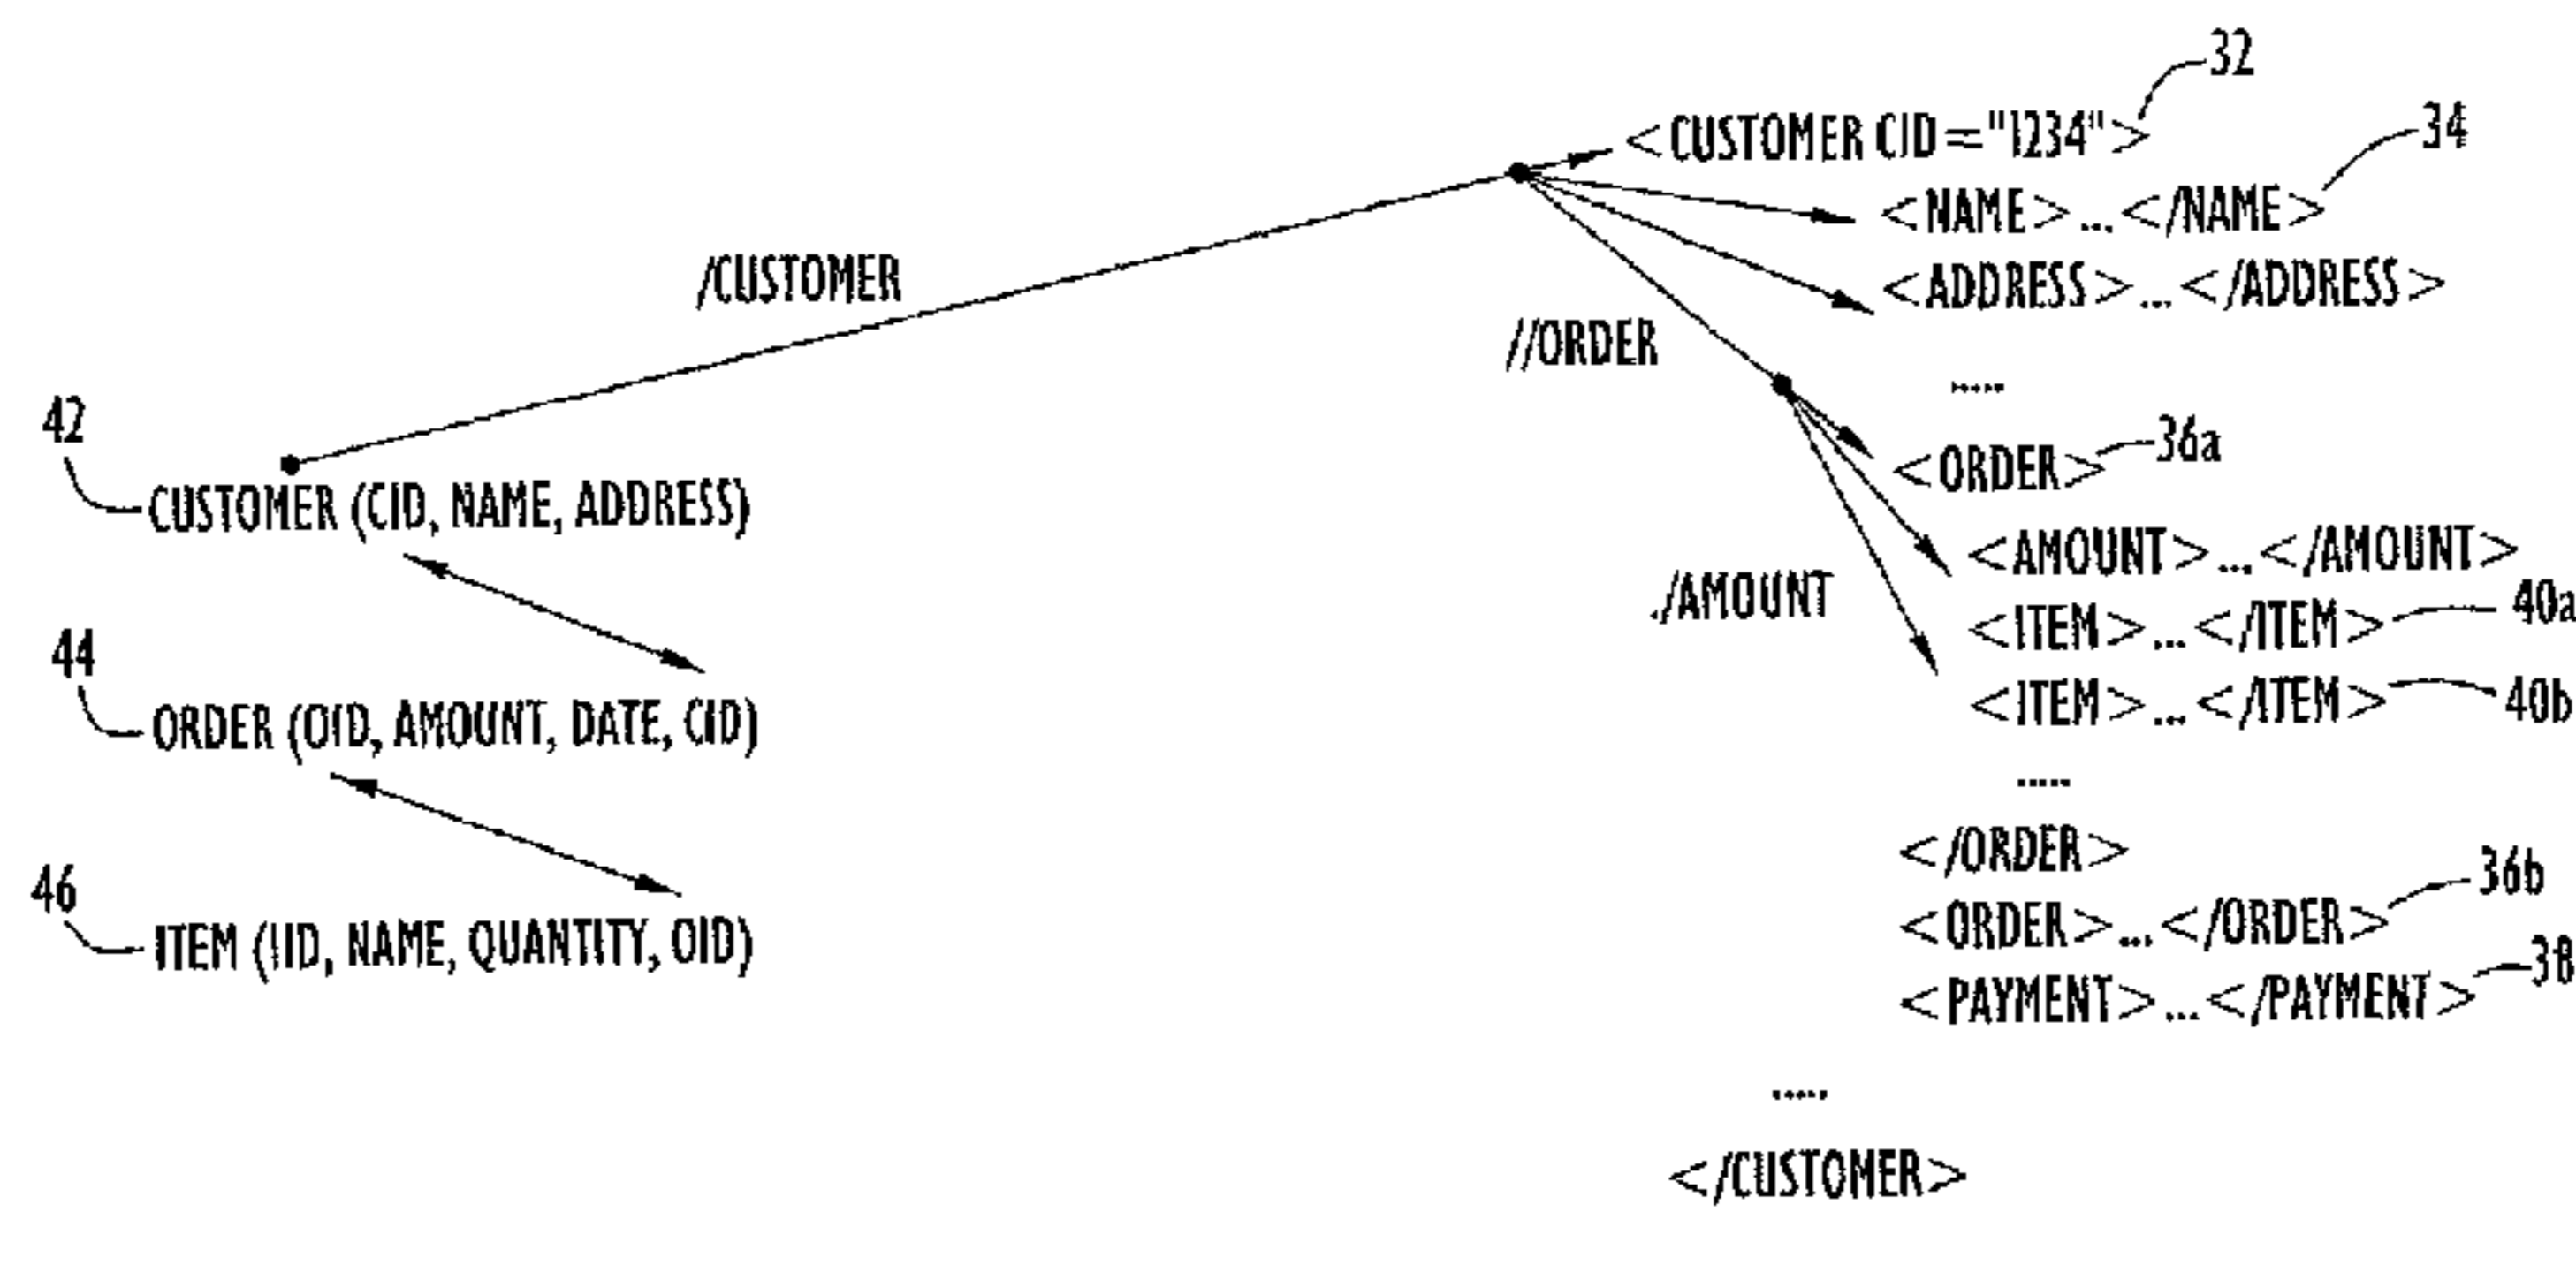 32
<CUSTOMER CID="1234">
34
<NAME>...</NAME>
/CUSTOMER
<ADDRESS>...</ADDRESS>
//ORDER
.....
42
<ORDER>
36a
CUSTOMER (CID, NAME, ADDRESS)
<AMOUNT>...</AMOUNT>
./AMOUNT
<ITEM>...</ITEM>
40a
44
<ITEM>...</ITEM>
40b
ORDER (OID, AMOUNT, DATE, CID)
.....
</ORDER>
46
36b
<ORDER>...</ORDER>
ITEM (IID, NAME, QUANTITY, OID)
38
<PAYMENT>...</PAYMENT>
.....
</CUSTOMER>